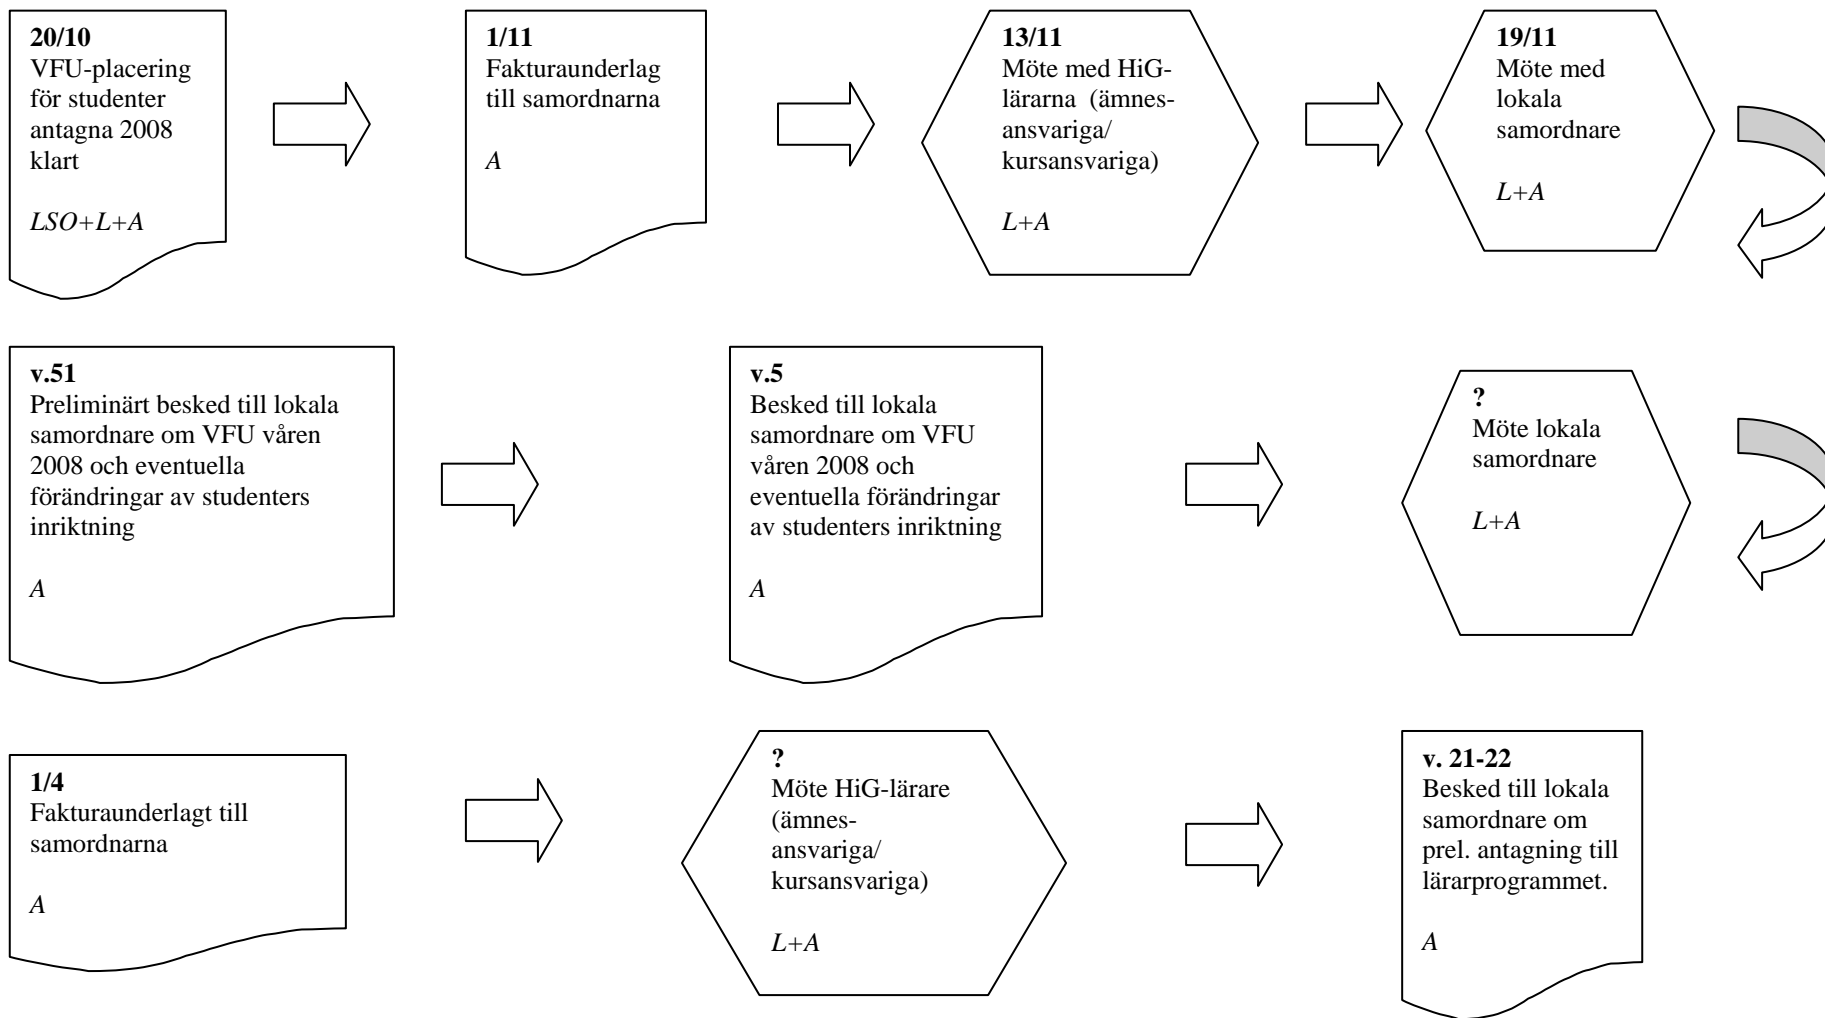 20/10
VFU-placering
för studenter
antagna 2008
klart
LSO+L+A
1/11
Fakturaunderlag
till samordnarna
A
13/11
Möte med HiG-
lärarna  (ämnes-
ansvariga/
kursansvariga)
L+A
19/11
Möte med
lokala
samordnare
L+A
v.51
Preliminärt besked till lokala
samordnare om VFU våren
2008 och eventuella
förändringar av studenters
inriktning
A
v.5
Besked till lokala
samordnare om VFU
våren 2008 och
eventuella förändringar
av studenters inriktning
A
?
Möte lokala
samordnare
L+A
1/4
Fakturaunderlagt till
samordnarna
A
?
Möte HiG-lärare
(ämnes-
ansvariga/
kursansvariga)
L+A
v. 21-22
Besked till lokala
samordnare om
prel. antagning till
lärarprogrammet.
A